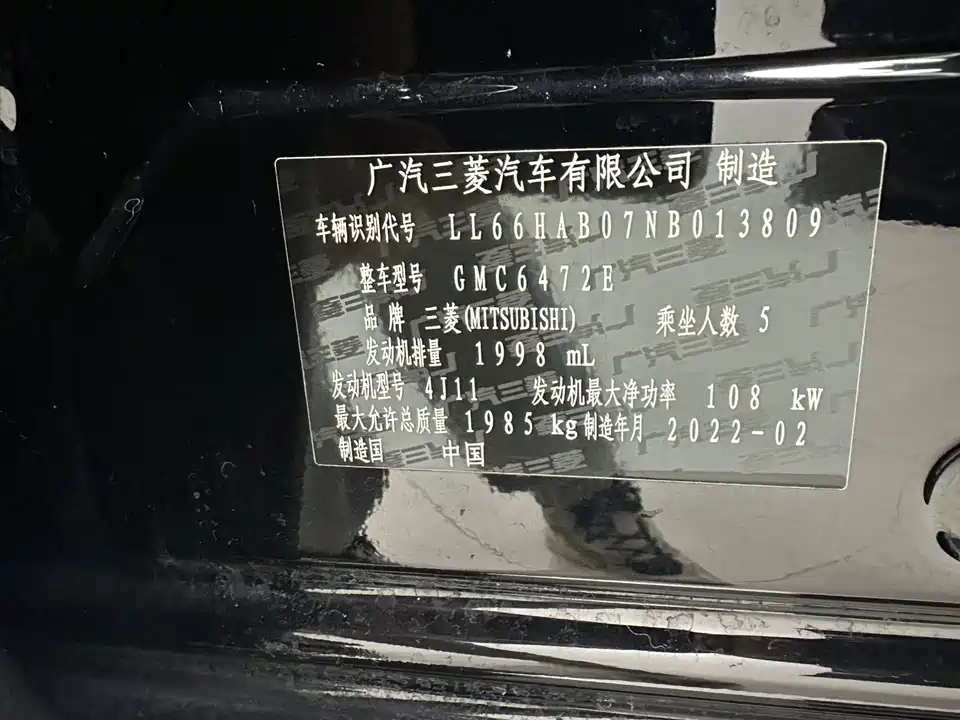 广汽三菱汽车有限公司 制造
车辆识别代号 LL66HAB07NB013809
整车型号 GMC6472E
品牌 三菱(MITSUBISHI) 乘坐人数 5
发动机排量 1998 mL
发动机型号 4J11 发动机最大净功率 108 kW
最大允许总质量 1985 kg 制造年月 2022-02
制造国 中国